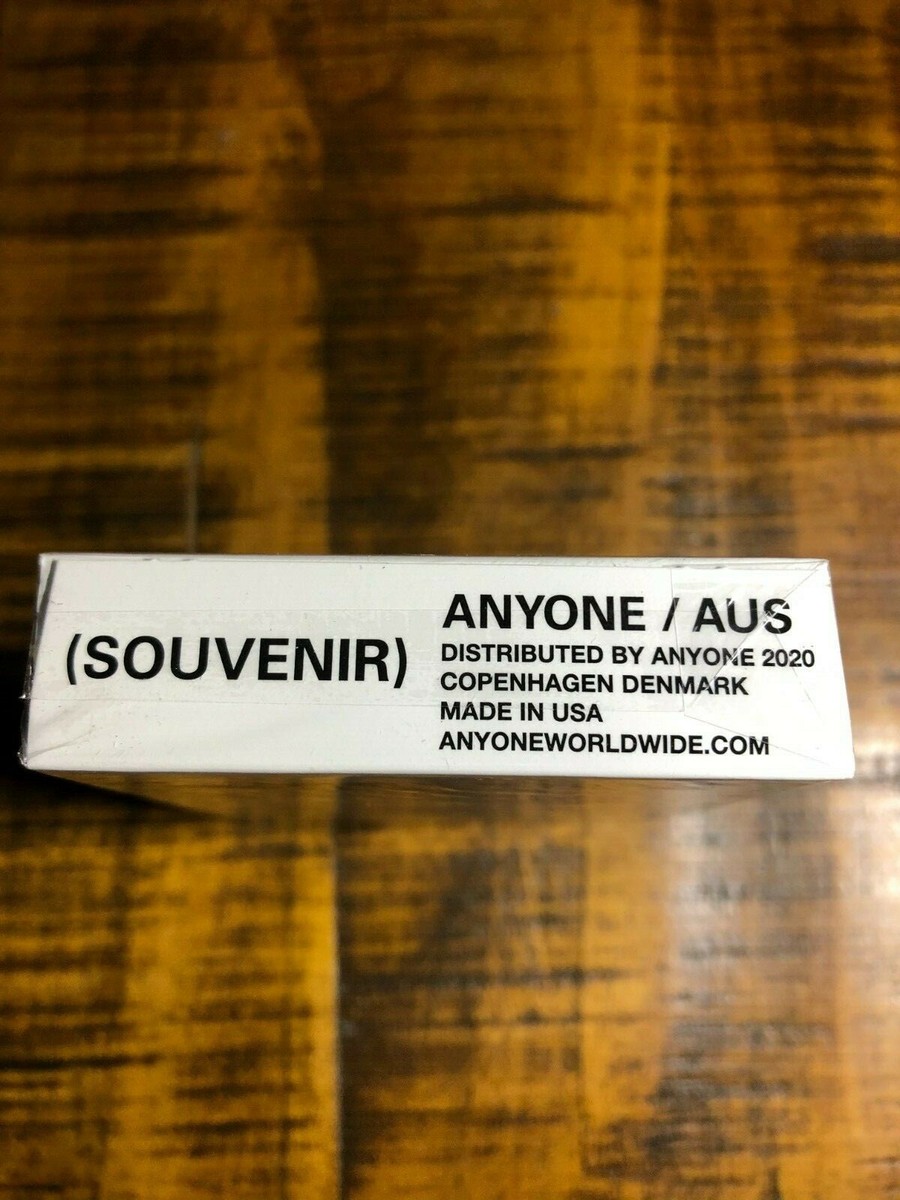 (SOUVENIR)
ANYONE / AUS
DISTRIBUTED BY ANYONE 2020
COPENHAGEN DENMARK
MADE IN USA
ANYONEWORLDWIDE.COM